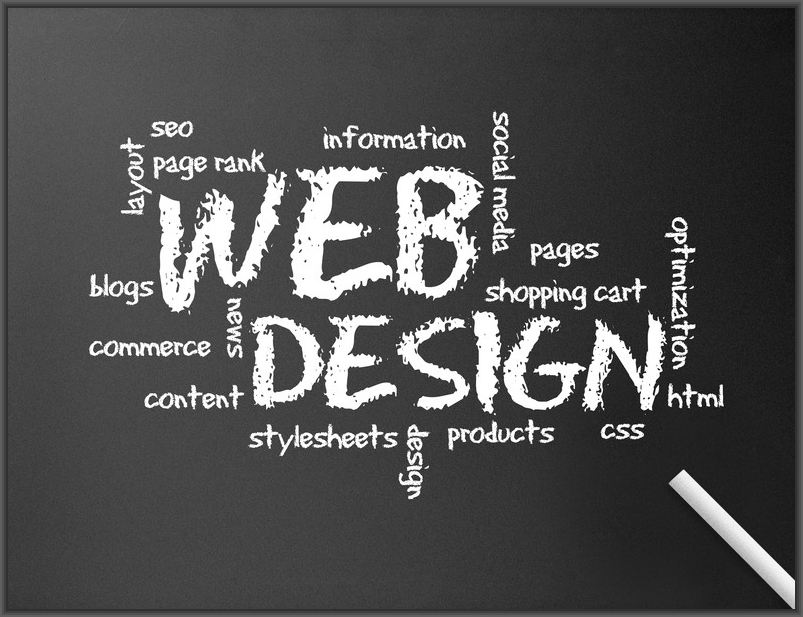 seo
layout
page rank
information
social media
WEB
pages
optimization
blogs
shopping cart
news
commerce
DESIGN
content
html
stylesheets
design
products
css